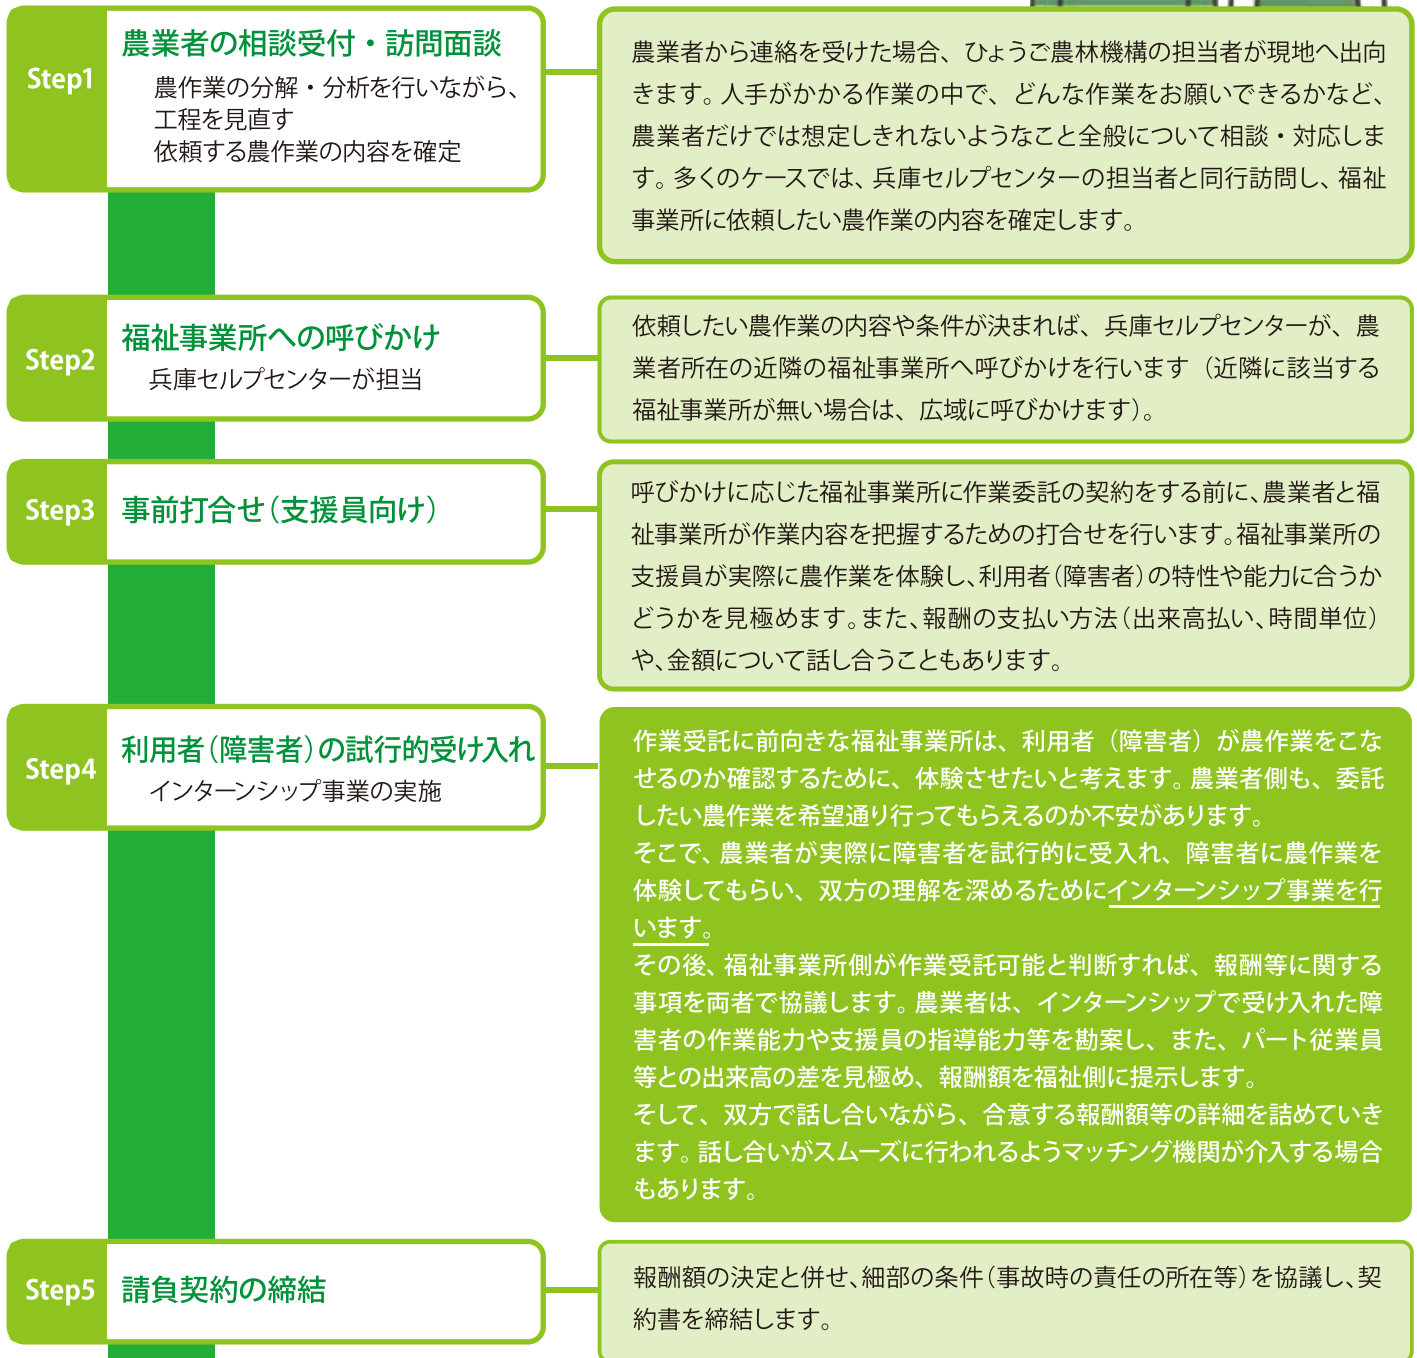 Step1
農業者の相談受付・訪問面談
農作業の分解・分析を行いながら、
工程を見直す
依頼する農作業の内容を確定
農業者から連絡を受けた場合、ひょうご農林機構の担当者が現地へ出向
きます。人手がかかる作業の中で、どんな作業をお願いできるかなど、
農業者だけでは想定しきれないようなこと全般について相談・対応しま
す。多くのケースでは、兵庫セルプセンターの担当者と同行訪問し、福祉
事業所に依頼したい農作業の内容を確定します。
Step2
福祉事業所への呼びかけ
兵庫セルプセンターが担当
依頼したい農作業の内容や条件が決まれば、兵庫セルプセンターが、農
業者所在の近隣の福祉事業所へ呼びかけを行います（近隣に該当する
福祉事業所が無い場合は、広域に呼びかけます）。
Step3
事前打合せ（支援員向け）
呼びかけに応じた福祉事業所に作業委託の契約をする前に、農業者と福
祉事業所が作業内容を把握するための打合せを行います。福祉事業所の
支援員が実際に農作業を体験し、利用者（障害者）の特性や能力に合うか
どうかを見極めます。また、報酬の支払い方法（出来高払い、時間単位）
や、金額について話し合うこともあります。
Step4
利用者（障害者）の試行的受け入れ
インターンシップ事業の実施
作業受託に前向きな福祉事業所は、利用者（障害者）が農作業をこな
せるのか確認するために、体験させたいと考えます。農業者側も、委託
したい農作業を希望通り行ってもらえるのか不安があります。
そこで、農業者が実際に障害者を試行的に受入れ、障害者に農作業を
体験してもらい、双方の理解を深めるためにインターンシップ事業を行
います。
その後、福祉事業所側が作業受託可能と判断すれば、報酬等に関する
事項を両者で協議します。農業者は、インターンシップで受け入れた障
害者の作業能力や支援員の指導能力等を勘案し、また、パート従業員
等との出来高の差を見極め、報酬額を福祉側に提示します。
そして、双方で話し合いながら、合意する報酬額等の詳細を詰めていき
ます。話し合いがスムーズに行われるようマッチング機関が介入する場合
もあります。
Step5
請負契約の締結
報酬額の決定と併せ、細部の条件（事故時の責任の所在等）を協議し、契
約書を締結します。